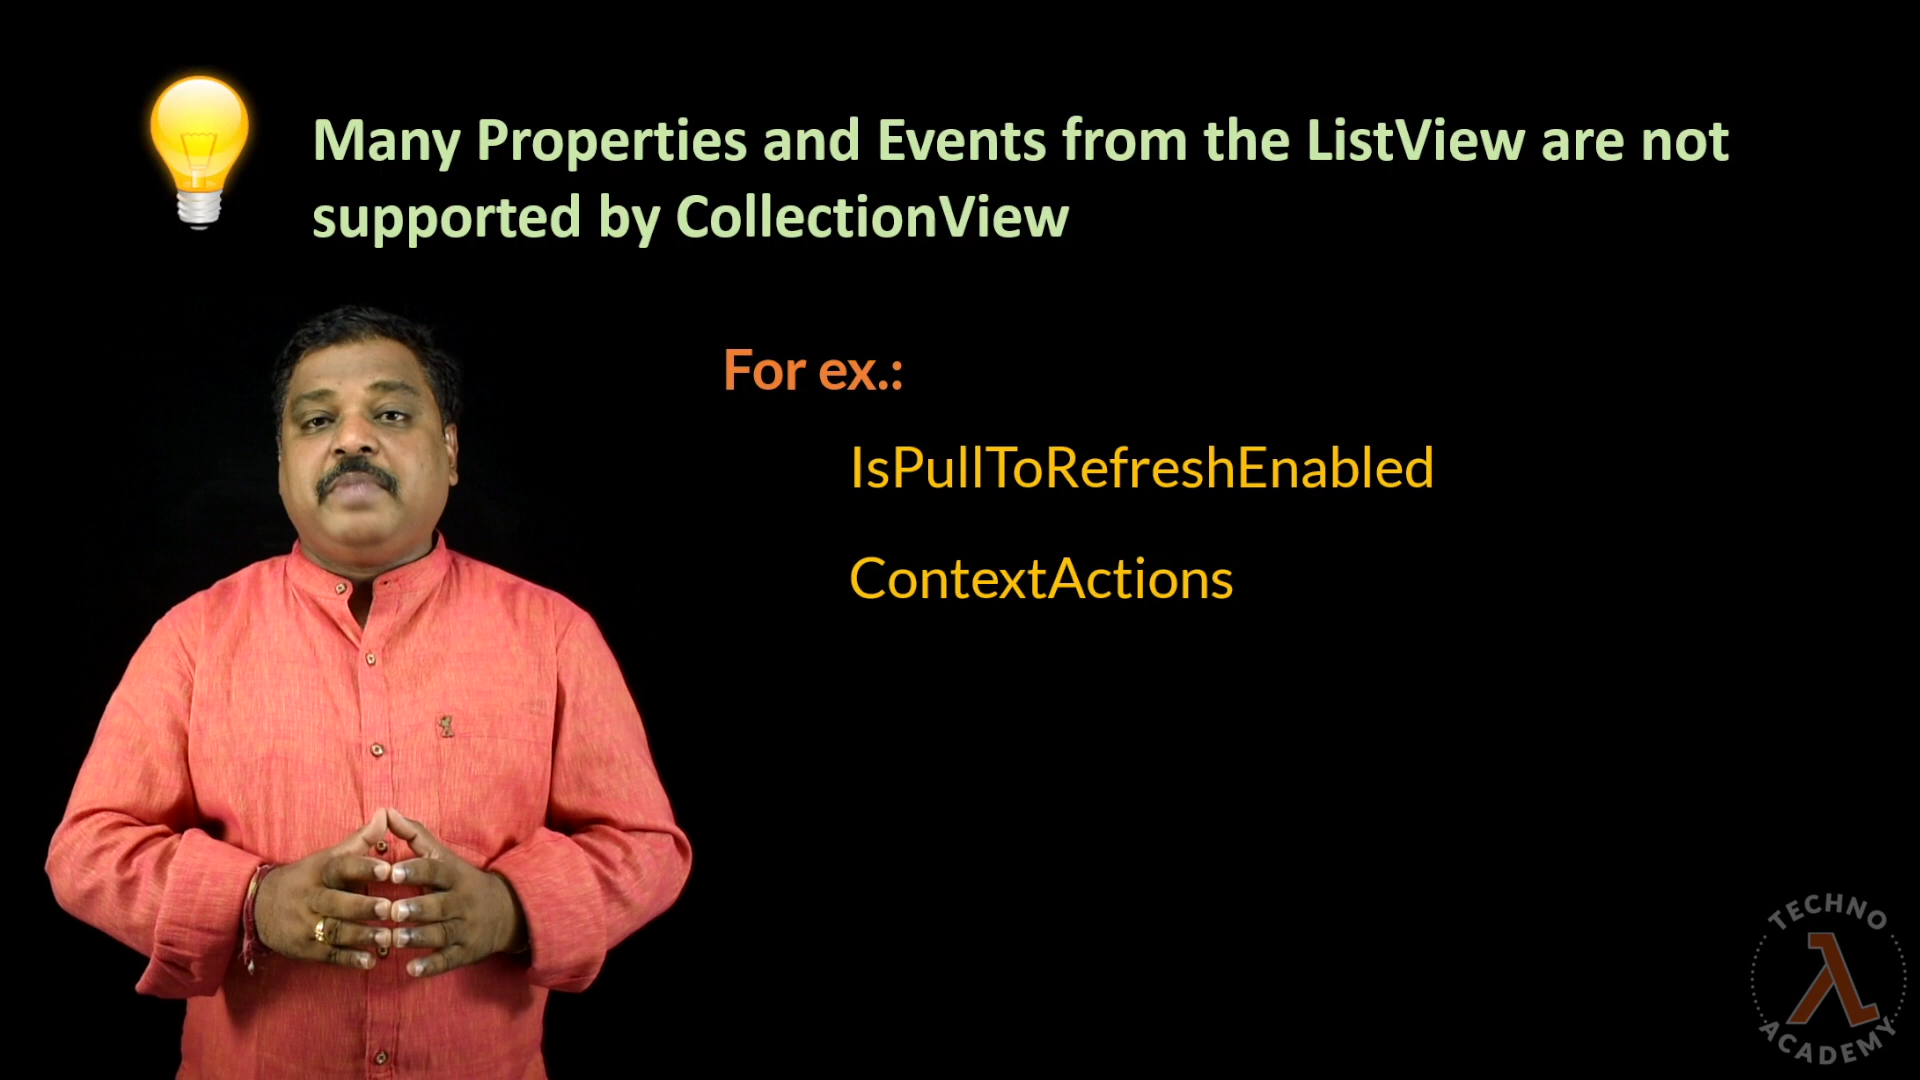 Many Properties and Events from the ListView are not
supported by CollectionView
For ex.:
IsPullToRefreshEnabled
ContextActions
TECHNO
λ
ACADEMY